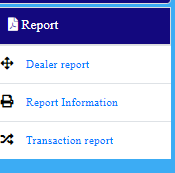 Report
Dealer report
Report Information
Transaction report